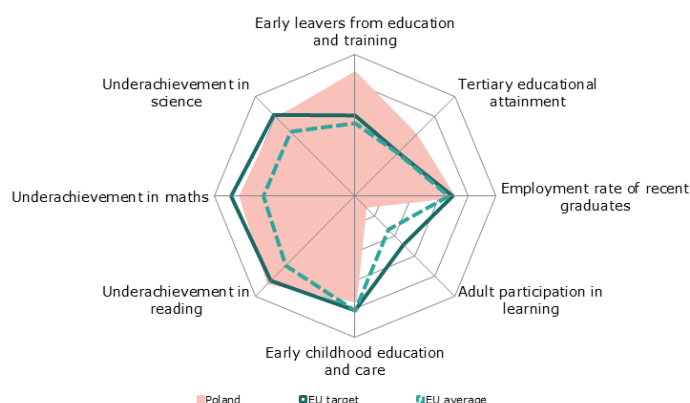 Early leavers from education
and training
Underachievement in
science
Tertiary educational
attainment
Underachievement in maths
Employment rate of recent
graduates
Underachievement in
reading
Adult participation in
learning
Early childhood education
and care
Poland
EU target
EU average